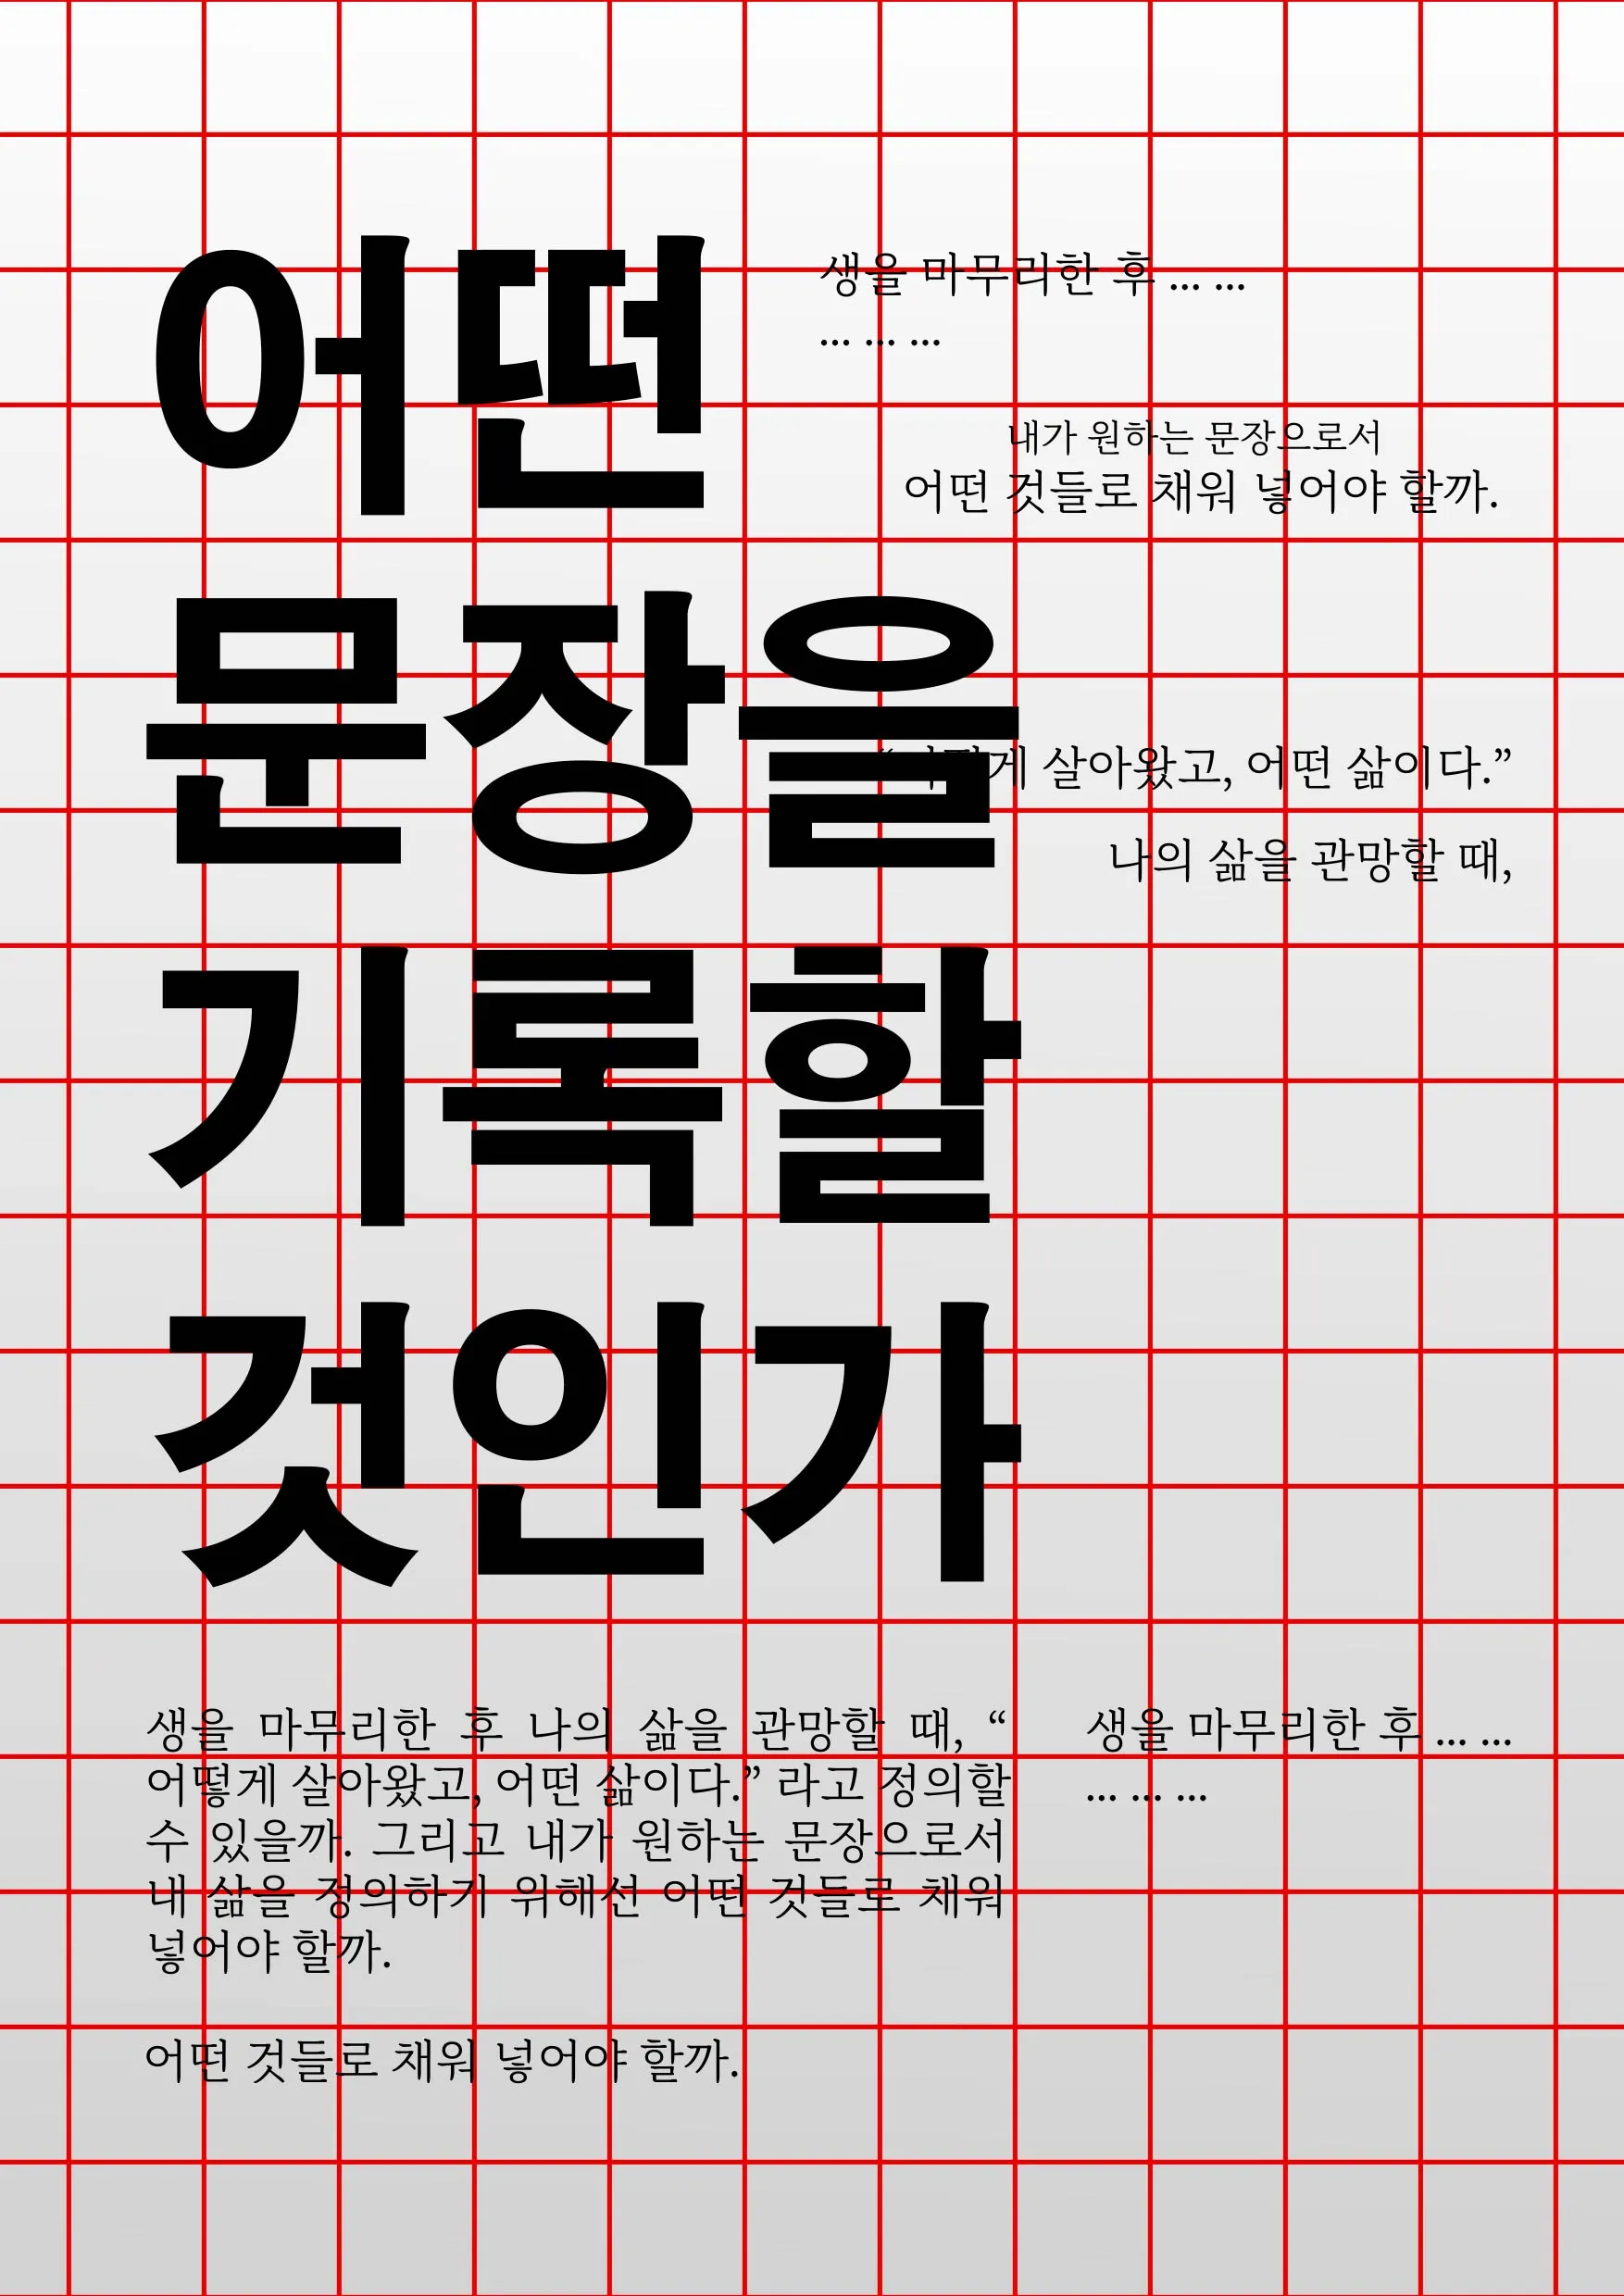 어떤
생을 마무리한 후 ... ...
... ... ...
내가 원하는 문장으로서
어떤 것들로 채워 넣어야 할까.
문장을
“어떻게 살아왔고, 어떤 삶이다.”
나의 삶을 관망할 때,
기록할
것인가
생을 마무리한 후 나의 삶을 관망할 때, “
어떻게 살아왔고, 어떤 삶이다.” 라고 정의할
수 있을까. 그리고 내가 원하는 문장으로서
내 삶을 정의하기 위해선 어떤 것들로 채워
넣어야 할까.
생을 마무리한 후 ... ...
... ... ...
어떤 것들로 채워 넣어야 할까.